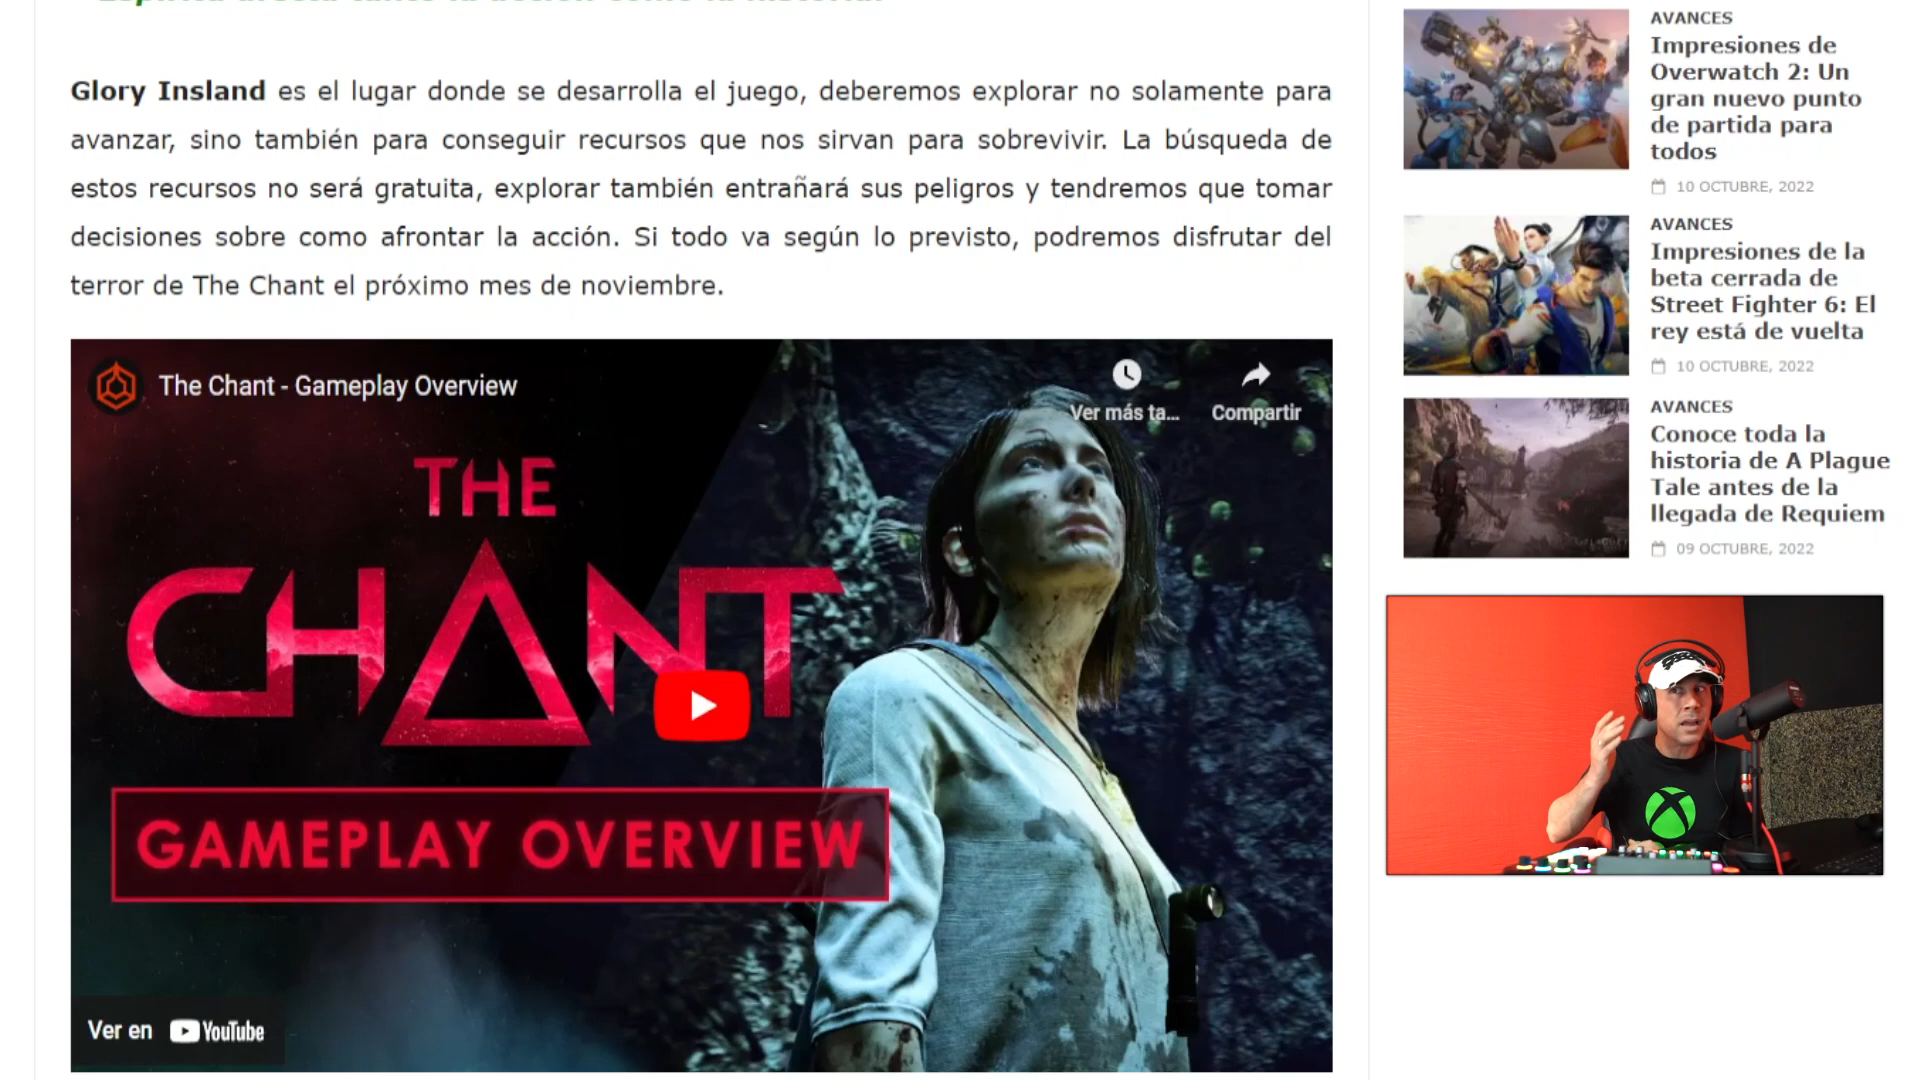 Glory Insland es el lugar donde se desarrolla el juego, deberemos explorar no solamente para
avanzar, sino también para conseguir recursos que nos sirvan para sobrevivir. La búsqueda de
estos recursos no será gratuita, explorar también entrañará sus peligros y tendremos que tomar
decisiones sobre como afrontar la acción. Si todo va según lo previsto, podremos disfrutar del
terror de The Chant el próximo mes de noviembre.
The Chant - Gameplay Overview
Ver más ta...
Compartir
THE
CHANT
GAMEPLAY OVERVIEW
Ver en YouTube
AVANCES
Impresiones de
Overwatch 2: Un
gran nuevo punto
de partida para
todos
10 OCTUBRE, 2022
AVANCES
Impresiones de la
beta cerrada de
Street Fighter 6: El
rey está de vuelta
10 OCTUBRE, 2022
AVANCES
Conoce toda la
historia de A Plague
Tale antes de la
llegada de Requiem
09 OCTUBRE, 2022